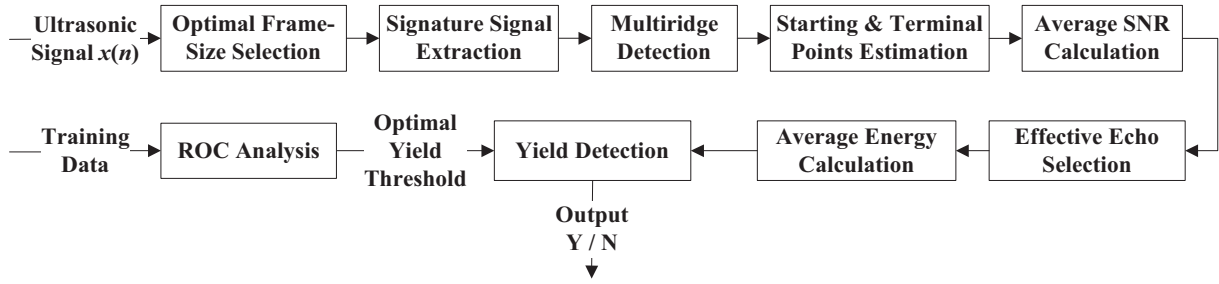 Ultrasonic
Signal x(n)
Optimal Frame-
Size Selection
Signature Signal
Extraction
Multiridge
Detection
Starting & Terminal
Points Estimation
Average SNR
Calculation
Training
Data
ROC Analysis
Optimal
Yield
Threshold
Yield Detection
Average Energy
Calculation
Effective Echo
Selection
Output
Y / N